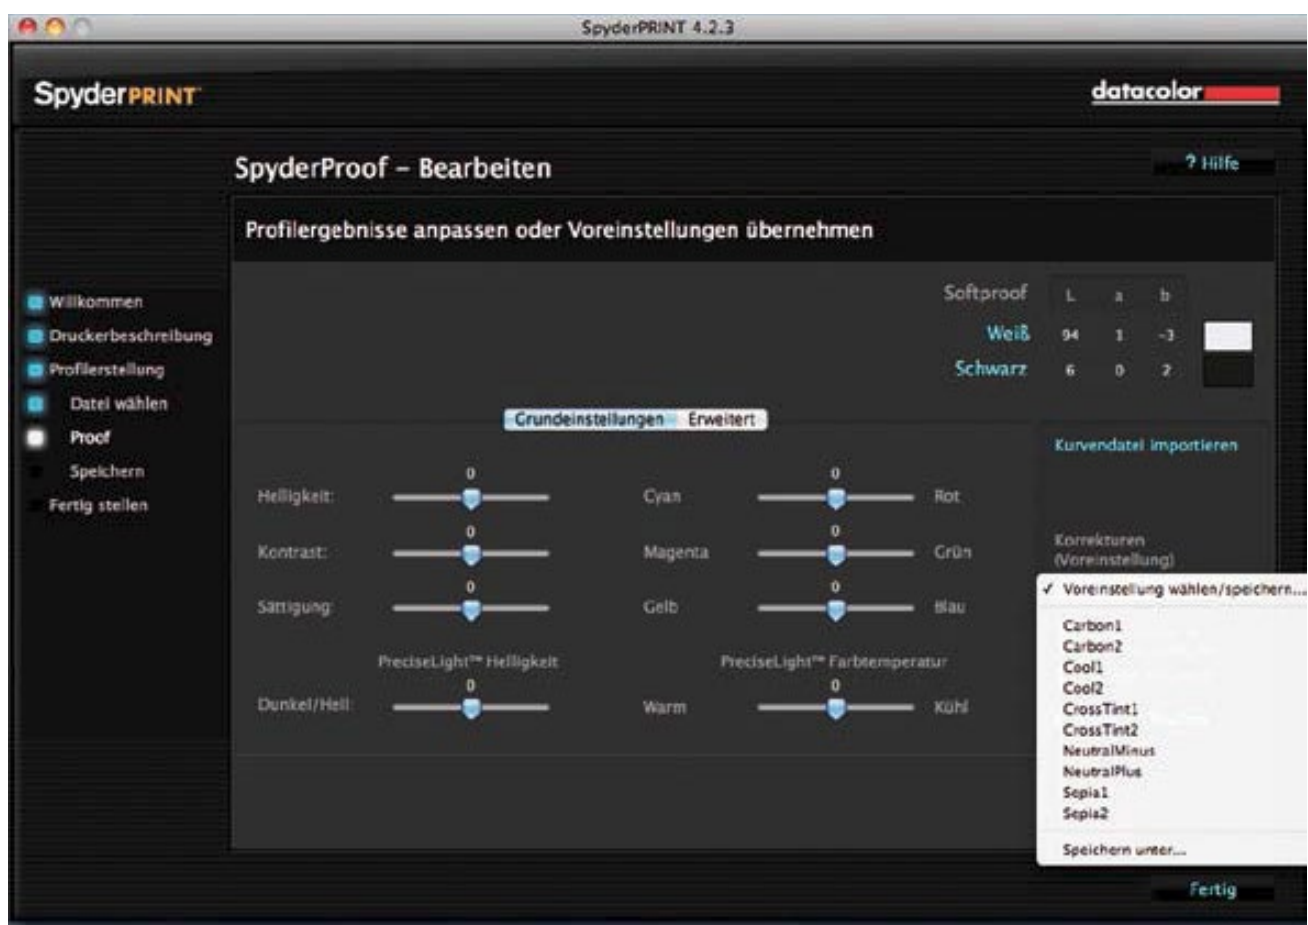 SpyderPRINT 4.2.3
SpyderPRINT™
datacolor
SpyderProof – Bearbeiten
? Hilfe
Profilergebnisse anpassen oder Voreinstellungen übernehmen
Willkommen
Druckerbeschreibung
Profilerstellung
Datei wählen
Proof
Speichern
Fertig stellen
Softproof L a b
Weiß 94 1 -3
Schwarz 6 0 2
Grundeinstellungen Erweitert
Kurvendatei importieren
0 0
Helligkeit: Cyan Rot
0 0
Kontrast: Magenta Grün
0 0
Sättigung: Gelb Blau
PreciseLight™ Helligkeit PreciseLight™ Farbtemperatur
0 0
Dunkel/Hell: Warm Kühl
Korrekturen
(Voreinstellung)
✓ Voreinstellung wählen/speichern...
Carbon1
Carbon2
Cool1
Cool2
CrossTint1
CrossTint2
NeutralMinus
NeutralPlus
Sepia1
Sepia2
Speichern unter...
Fertig